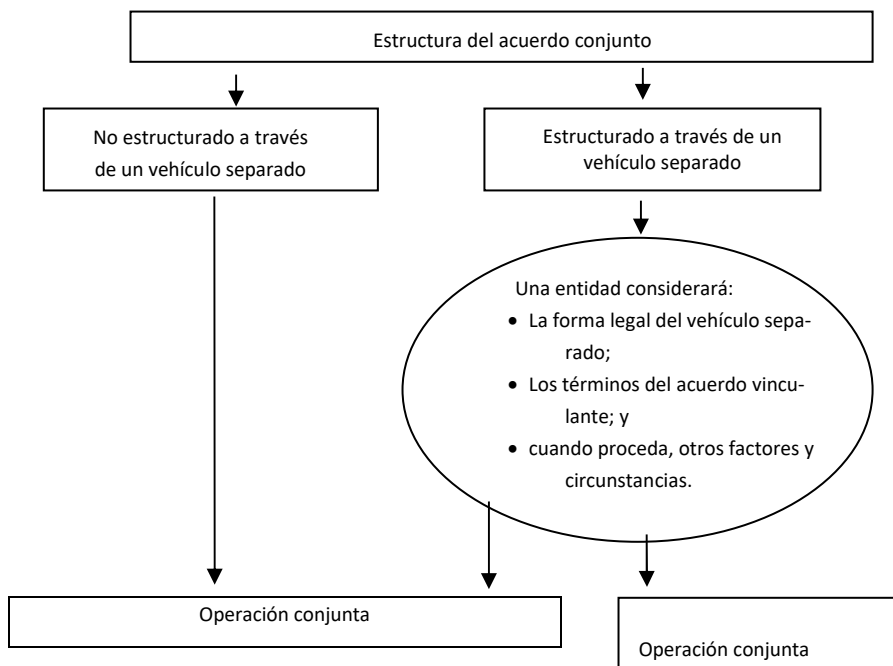 Estructura del acuerdo conjunto
No estructurado a través
de un vehículo separado
Estructurado a través de un
vehículo separado
Una entidad considerará:
• La forma legal del vehículo sepa-
rado;
• Los términos del acuerdo vincu-
lante; y
• cuando proceda, otros factores y
circunstancias.
Operación conjunta
Operación conjunta